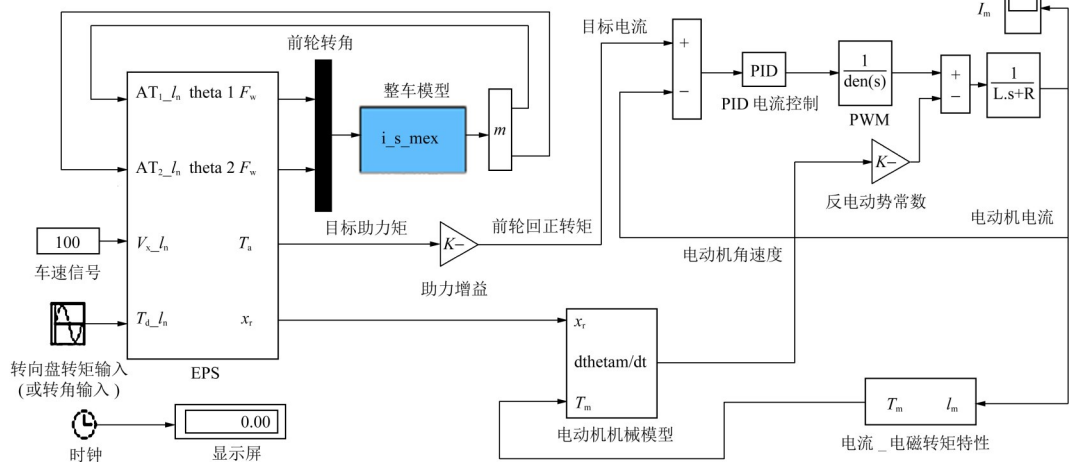 I_m
目标电流
前轮转角
整车模型
AT_1_l_n theta 1 F_w
i_s_mex
m
+
−
PID
PID 电流控制
1
den(s)
PWM
+
−
1
L.s+R
AT_2_l_n theta 2 F_w
K−
反电动势常数
目标助力矩
前轮回正转矩
电动机电流
100
车速信号
V_x_l_n
T_a
K−
助力增益
电动机角速度
T_d_l_n
x_r
x_r
dthetam/dt
T_m
转向盘转矩输入
(或转角输入)
EPS
0.00
时钟
显示屏
电动机机械模型
T_m
l_m
电流_电磁转矩特性